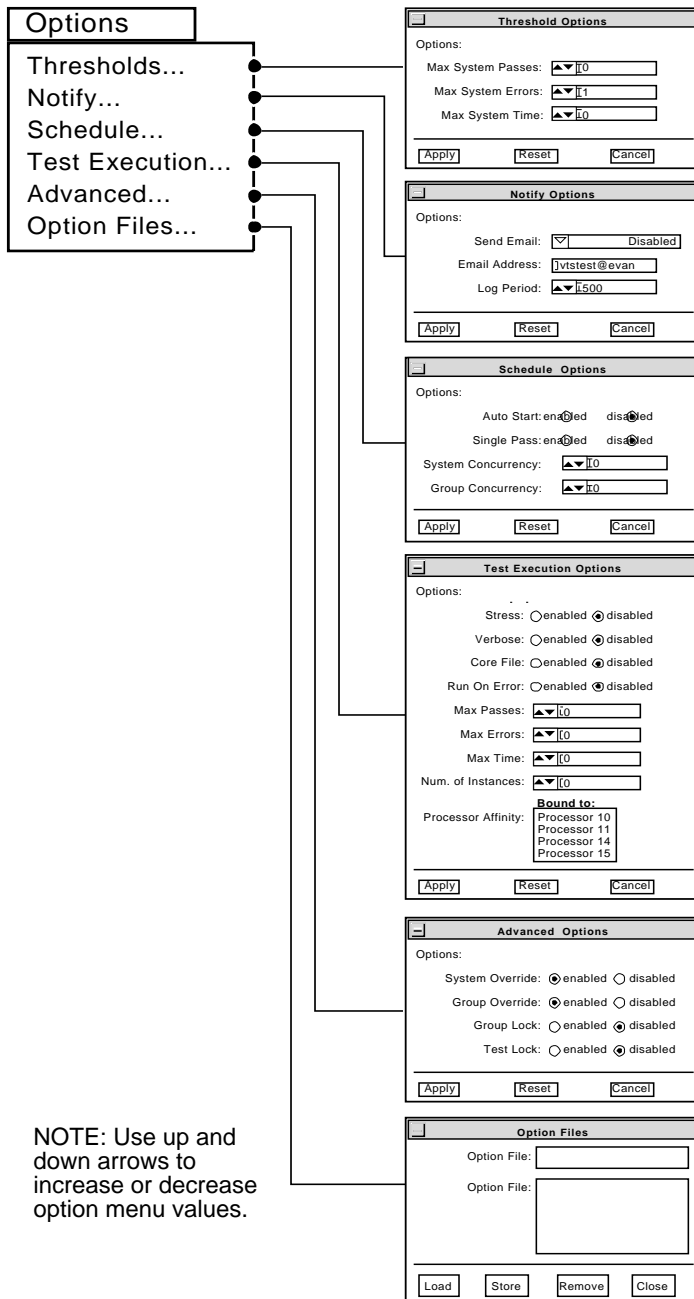 Options
Thresholds...
Notify...
Schedule...
Test Execution...
Advanced...
Option Files...
NOTE: Use up and
down arrows to
increase or decrease
option menu values.
Threshold Options
Options:
Max System Passes: 0
Max System Errors: 1
Max System Time: 0
Apply Reset Cancel
Notify Options
Options:
Send Email: Disabled
Email Address: vtstest@evan
Log Period: 500
Apply Reset Cancel
Schedule Options
Options:
Auto Start: enabled disabled
Single Pass: enabled disabled
System Concurrency: 0
Group Concurrency: 0
Apply Reset Cancel
Test Execution Options
Options:
Stress: enabled disabled
Verbose: enabled disabled
Core File: enabled disabled
Run On Error: enabled disabled
Max Passes: 0
Max Errors: 0
Max Time: 0
Num. of Instances: 0
Bound to:
Processor Affinity: Processor 10
Processor 11
Processor 14
Processor 15
Apply Reset Cancel
Advanced Options
Options:
System Override: enabled disabled
Group Override: enabled disabled
Group Lock: enabled disabled
Test Lock: enabled disabled
Apply Reset Cancel
Option Files
Option File:
Option File:
Load Store Remove Close